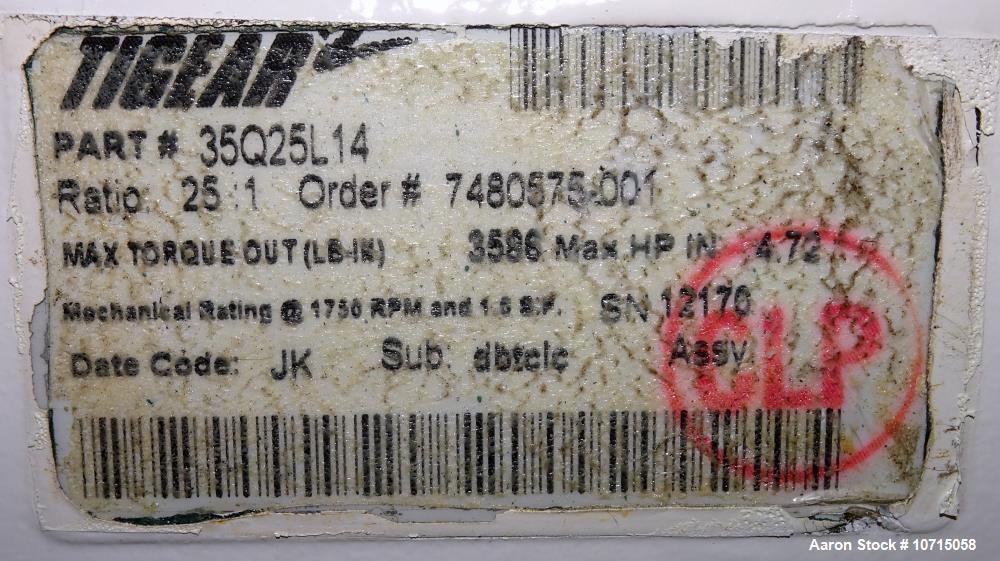 TIGEAR
PART # 35Q25L14
Ratio: 25 :1 Order # 7480575-001
MAX TORQUE OUT (LB-IN) 3586 Max HP IN 4.72
Mechanical Rating @ 1750 RPM and 1.0 S.F. SN 12170
Date Code: JK Sub: dbtclc Assy
CLP
Aaron Stock # 10715058